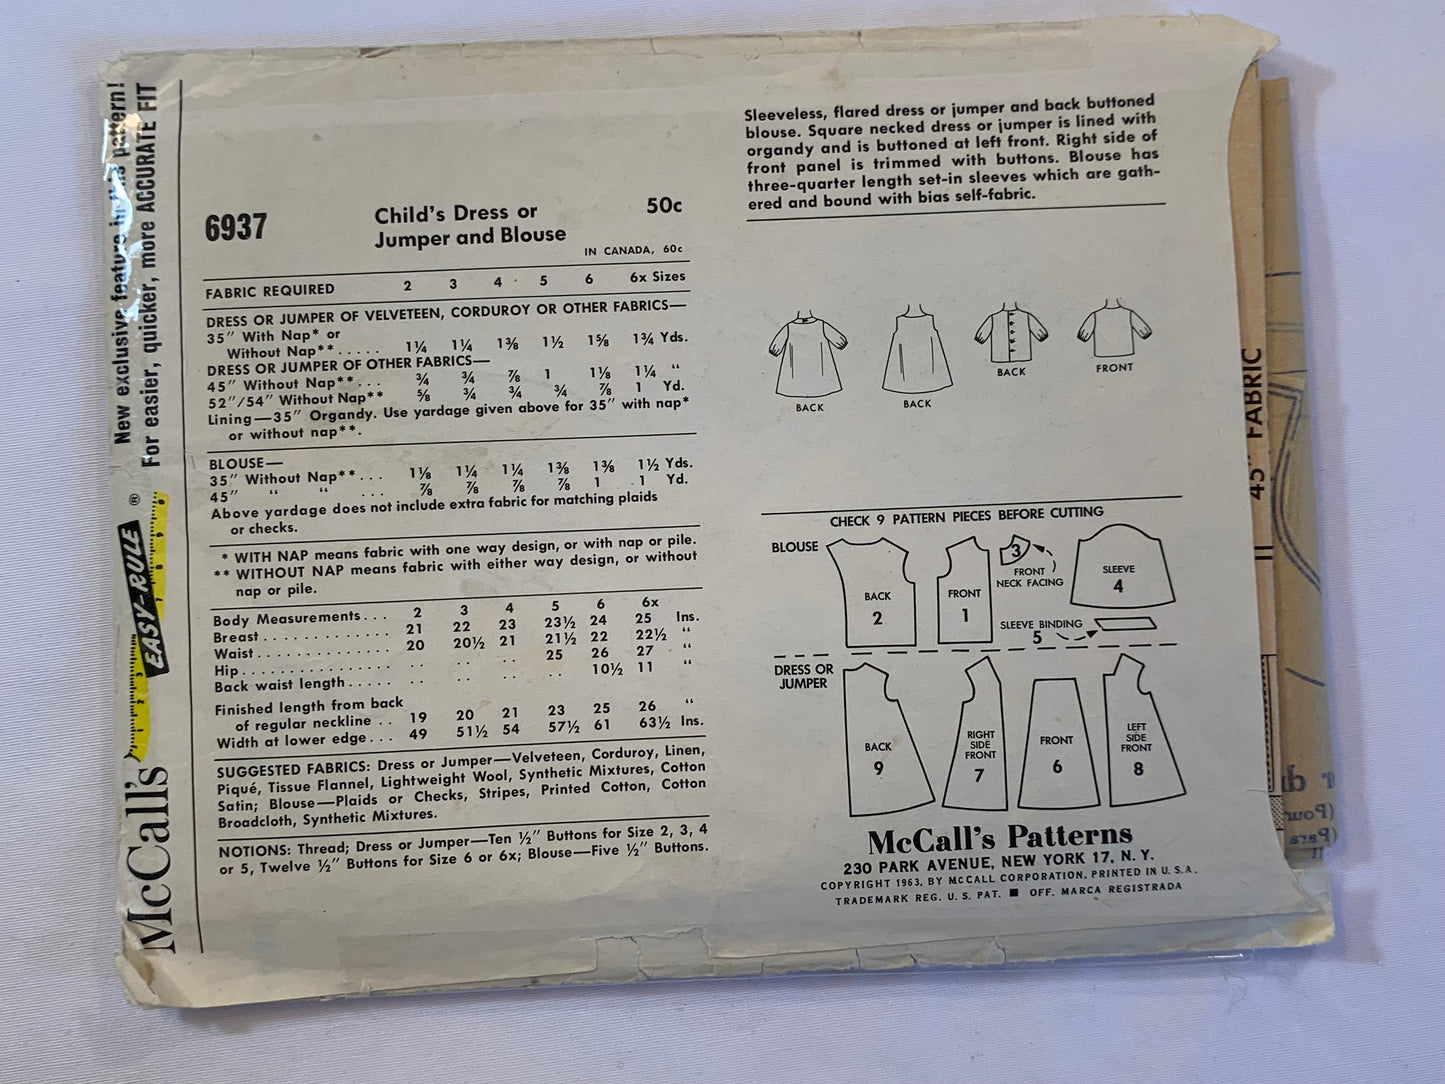 New exclusive feature in this pattern!
For easier, quicker, more ACCURATE FIT
EASY-RULE ®
McCall's
6937
Child's Dress or
Jumper and Blouse
50c
IN CANADA, 60c
FABRIC REQUIRED 2 3 4 5 6 6x Sizes
DRESS OR JUMPER OF VELVETEEN, CORDUROY OR OTHER FABRICS—
35" With Nap* or
Without Nap**..... 1¼ 1¼ 1⅜ 1½ 1⅝ 1¾ Yds.
DRESS OR JUMPER OF OTHER FABRICS—
45" Without Nap**... ¾ ¾ ⅞ 1 1⅛ 1¼ "
52"/54" Without Nap** ⅝ ¾ ¾ ¾ ⅞ 1 Yd.
Lining—35" Organdy. Use yardage given above for 35" with nap*
or without nap**.
BLOUSE—
35" Without Nap**... 1⅛ 1¼ 1¼ 1⅜ 1⅜ 1½ Yds.
45" " " ... ⅞ ⅞ ⅞ ⅞ 1 1 Yd.
Above yardage does not include extra fabric for matching plaids
or checks.
* WITH NAP means fabric with one way design, or with nap or pile.
** WITHOUT NAP means fabric with either way design, or without
nap or pile.
Body Measurements... 2 3 4 5 6 6x
Breast............. 21 22 23 23½ 24 25 Ins.
Waist............. 20 20½ 21 21½ 22 22½ "
Hip............... .. .. .. 25 26 27 "
Back waist length..... .. .. .. .. 10½ 11 "
Finished length from back
of regular neckline .. 19 20 21 23 25 26 "
Width at lower edge... 49 51½ 54 57½ 61 63½ Ins.
SUGGESTED FABRICS: Dress or Jumper—Velveteen, Corduroy, Linen,
Piqué, Tissue Flannel, Lightweight Wool, Synthetic Mixtures, Cotton
Satin; Blouse—Plaids or Checks, Stripes, Printed Cotton, Cotton
Broadcloth, Synthetic Mixtures.
NOTIONS: Thread; Dress or Jumper—Ten ½" Buttons for Size 2, 3, 4
or 5, Twelve ½" Buttons for Size 6 or 6x; Blouse—Five ½" Buttons.
Sleeveless, flared dress or jumper and back buttoned
blouse. Square necked dress or jumper is lined with
organdy and is buttoned at left front. Right side of
front panel is trimmed with buttons. Blouse has
three-quarter length set-in sleeves which are gath-
ered and bound with bias self-fabric.
BACK
BACK
BACK
FRONT
CHECK 9 PATTERN PIECES BEFORE CUTTING
BLOUSE
BACK
2
FRONT
1
3
FRONT
NECK FACING
SLEEVE
4
SLEEVE BINDING
5
DRESS OR
JUMPER
BACK
9
RIGHT
SIDE
FRONT
7
FRONT
6
LEFT
SIDE
FRONT
8
McCall's Patterns
230 PARK AVENUE, NEW YORK 17, N. Y.
COPYRIGHT 1963, BY McCALL CORPORATION. PRINTED IN U.S.A.
TRADEMARK REG. U. S. PAT. ■ OFF. MARCA REGISTRADA
45" FABRIC